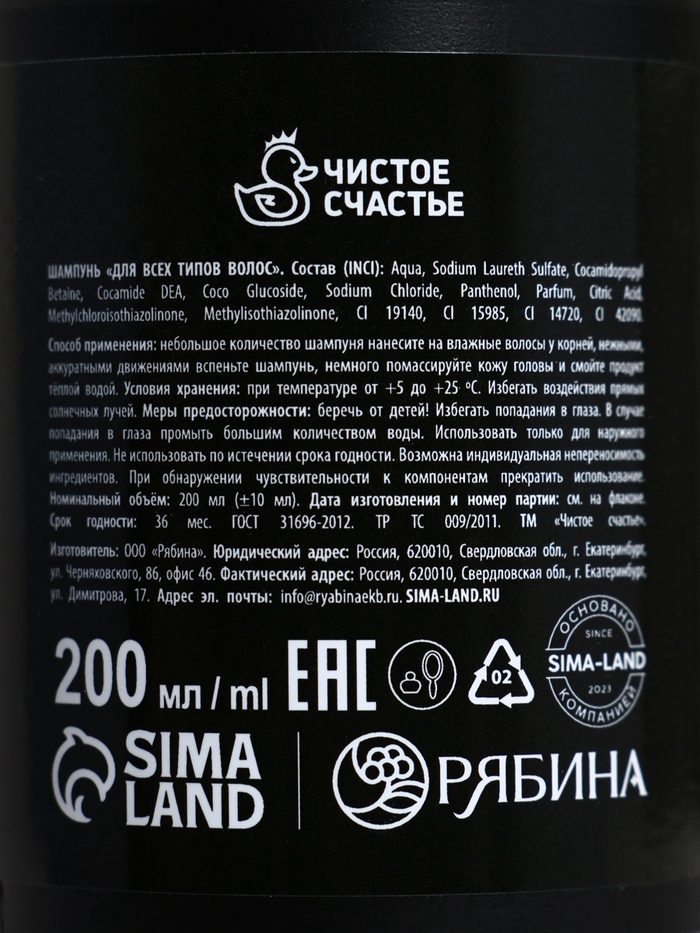 ЧИСТОЕ
СЧАСТЬЕ
ШАМПУНЬ «ДЛЯ ВСЕХ ТИПОВ ВОЛОС». Состав (INCI): Aqua, Sodium Laureth Sulfate, Cocamidopropyl
Betaine, Cocamide DEA, Coco Glucoside, Sodium Chloride, Panthenol, Parfum, Citric Acid,
Methylchloroisothiazolinone, Methylisothiazolinone, CI 19140, CI 15985, CI 14720, CI 42090.
Способ применения: небольшое количество шампуня нанесите на влажные волосы у корней, нежными,
аккуратными движениями вспеньте шампунь, немного помассируйте кожу головы и смойте продукт
тёплой водой. Условия хранения: при температуре от +5 до +25 ºС. Избегать воздействия прямых
солнечных лучей. Меры предосторожности: беречь от детей! Избегать попадания в глаза. В случае
попадания в глаза промыть большим количеством воды. Использовать только для наружного
применения. Не использовать по истечении срока годности. Возможна индивидуальная непереносимость
ингредиентов. При обнаружении чувствительности к компонентам прекратить использование.
Номинальный объём: 200 мл (±10 мл). Дата изготовления и номер партии: см. на флаконе.
Срок годности: 36 мес. ГОСТ 31696-2012. ТР ТС 009/2011. ТМ «Чистое счастье».
Изготовитель: ООО «Рябина». Юридический адрес: Россия, 620010, Свердловская обл., г. Екатеринбург,
ул. Черняховского, 86, офис 46. Фактический адрес: Россия, 620010, Свердловская обл., г. Екатеринбург,
ул. Димитрова, 17. Адрес эл. почты: info@ryabinaekb.ru. SIMA-LAND.RU
200 мл / ml
EAC
02
ОСНОВАНО
SINCE
SIMA-LAND
2023
КОМПАНИЕЙ
SIMA
LAND
РЯБИНА